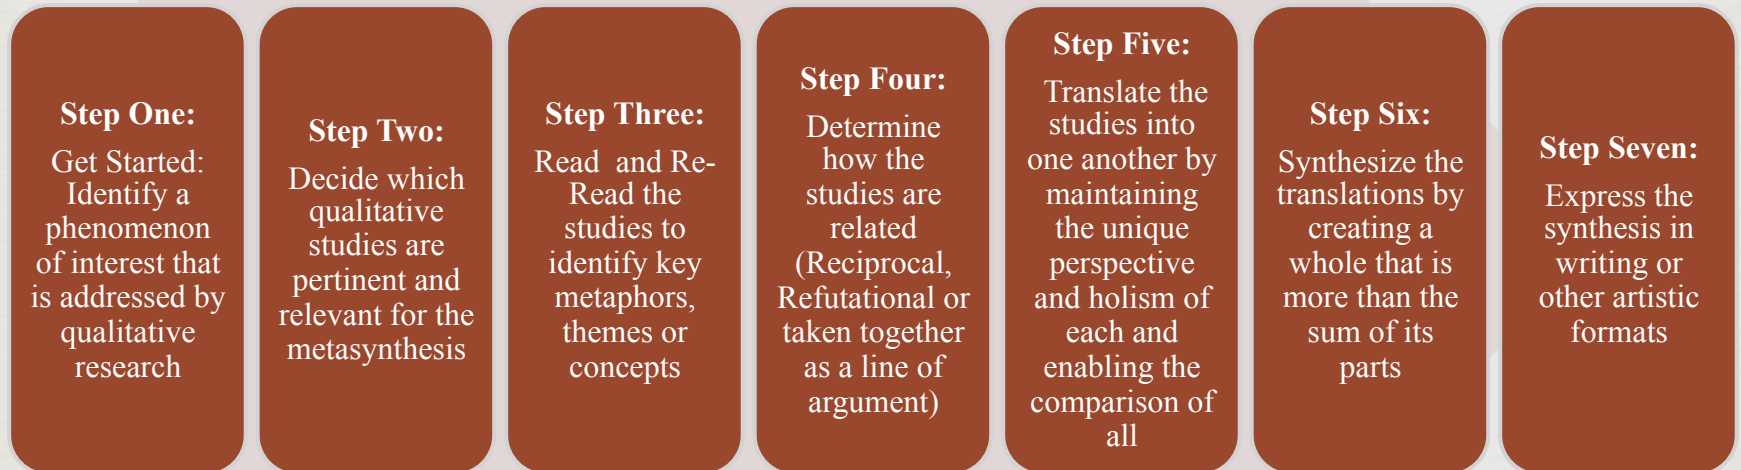 Step One:
Get Started:
Identify a
phenomenon
of interest that
is addressed by
qualitative
research
Step Two:
Decide which
qualitative
studies are
pertinent and
relevant for the
metasynthesis
Step Three:
Read and Re-
Read the
studies to
identify key
metaphors,
themes or
concepts
Step Four:
Determine
how the
studies are
related
(Reciprocal,
Refutational or
taken together
as a line of
argument)
Step Five:
Translate the
studies into
one another by
maintaining
the unique
perspective
and holism of
each and
enabling the
comparison of
all
Step Six:
Synthesize the
translations by
creating a
whole that is
more than the
sum of its
parts
Step Seven:
Express the
synthesis in
writing or
other artistic
formats